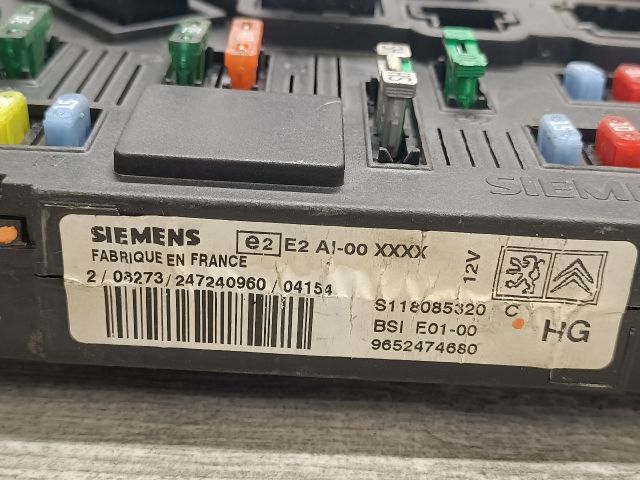 SIEMENS
SIEMENS e2 E2 AI-00 XXXX
FABRIQUE EN FRANCE
12V
2/08273/247240960/04154
S118085320 C
BSI E01-00
HG
9652474680